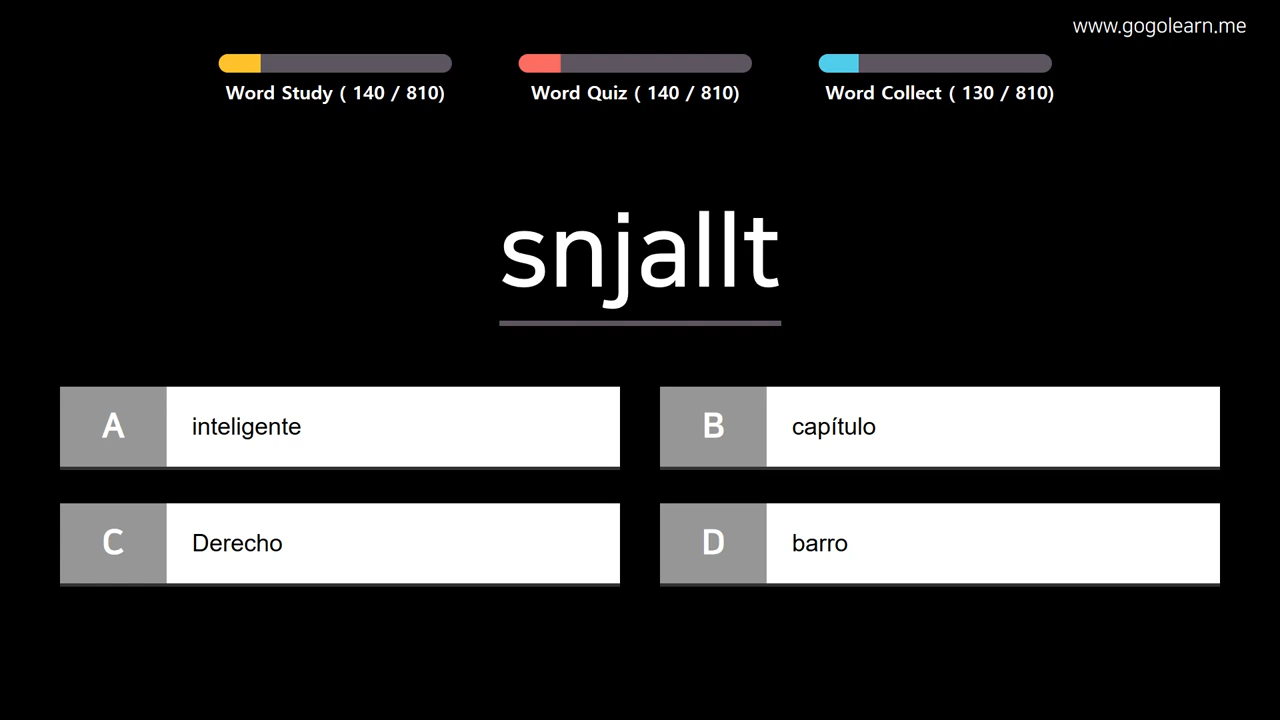 www.gogolearn.me
Word Study ( 140 / 810)
Word Quiz ( 140 / 810)
Word Collect ( 130 / 810)
snjallt
A inteligente
B capítulo
C Derecho
D barro